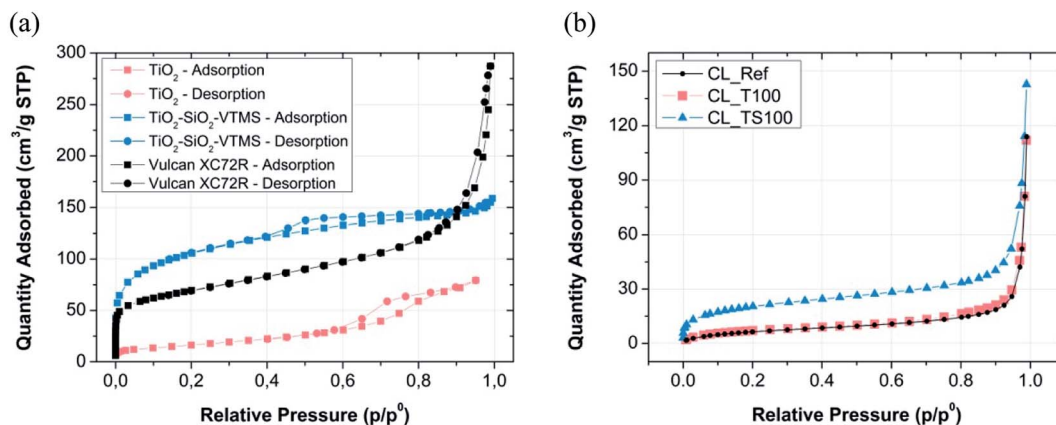 (a)
Quantity Adsorbed (cm³/g STP)
300
250
200
150
100
50
0
TiO₂ - Adsorption
TiO₂ - Desorption
TiO₂-SiO₂-VTMS - Adsorption
TiO₂-SiO₂-VTMS - Desorption
Vulcan XC72R - Adsorption
Vulcan XC72R - Desorption
0,0 0,2 0,4 0,6 0,8 1,0
Relative Pressure (p/p⁰)
(b)
Quantity Adsorbed (cm³/g STP)
150
120
90
60
30
0
CL_Ref
CL_T100
CL_TS100
0.0 0.2 0.4 0.6 0.8 1.0
Relative Pressure (p/p⁰)